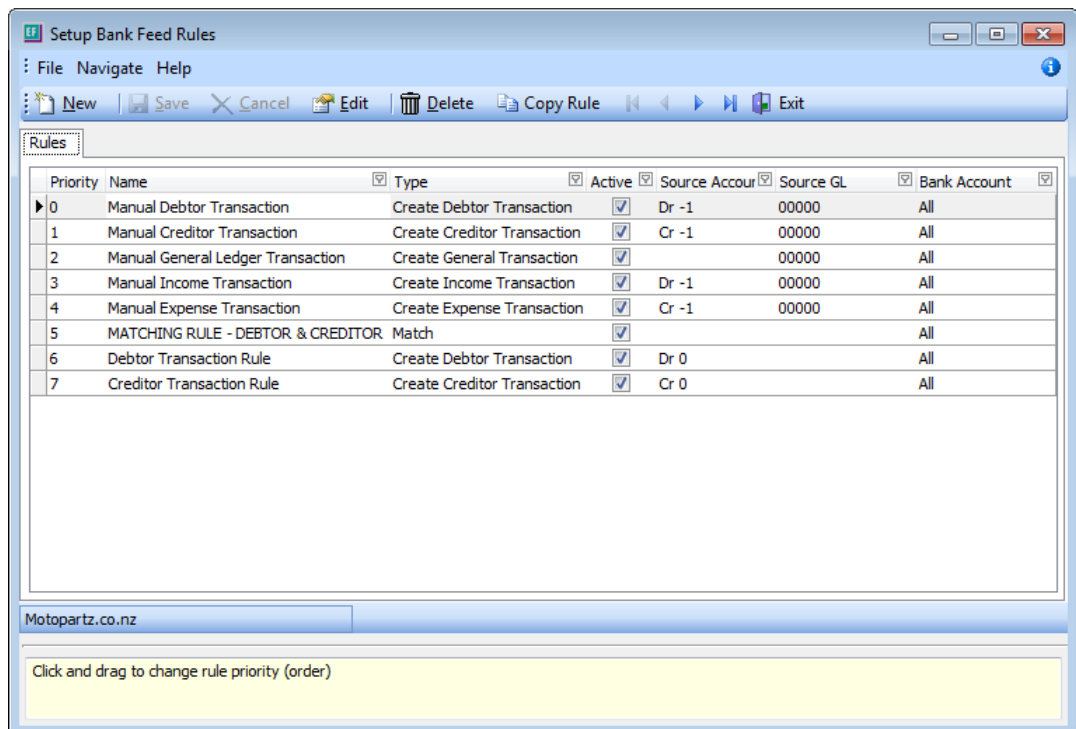 EF Setup Bank Feed Rules
File Navigate Help
New Save Cancel Edit Delete Copy Rule Exit
Rules
Priority Name Type Active Source Accour Source GL Bank Account
0 Manual Debtor Transaction Create Debtor Transaction Dr -1 00000 All
1 Manual Creditor Transaction Create Creditor Transaction Cr -1 00000 All
2 Manual General Ledger Transaction Create General Transaction 00000 All
3 Manual Income Transaction Create Income Transaction Dr -1 00000 All
4 Manual Expense Transaction Create Expense Transaction Cr -1 00000 All
5 MATCHING RULE - DEBTOR & CREDITOR Match All
6 Debtor Transaction Rule Create Debtor Transaction Dr 0 All
7 Creditor Transaction Rule Create Creditor Transaction Cr 0 All
Motopartz.co.nz
Click and drag to change rule priority (order)